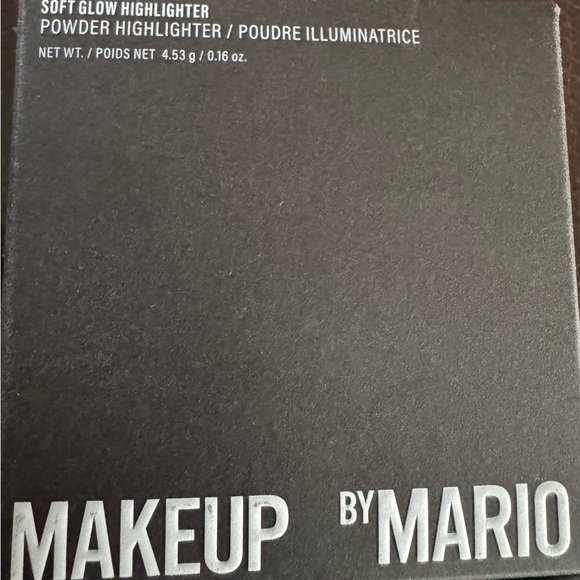 SOFT GLOW HIGHLIGHTER
POWDER HIGHLIGHTER / POUDRE ILLUMINATRICE
NET WT. / POIDS NET 4.53 g / 0.16 oz.
MAKEUP BY MARIO